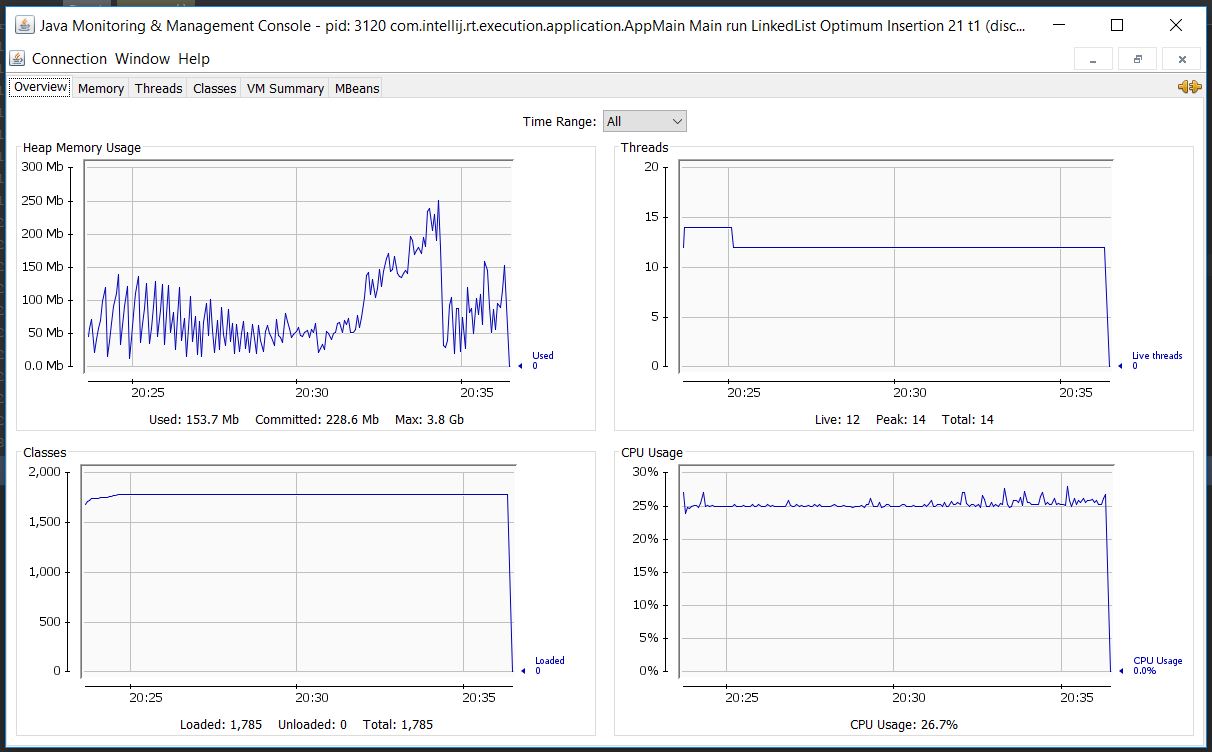 Java Monitoring & Management Console - pid: 3120 com.intellij.rt.execution.application.AppMain Main run LinkedList Optimum Insertion 21 t1 (disc...
Connection Window Help
Overview Memory Threads Classes VM Summary MBeans
Time Range: All
Heap Memory Usage
300 Mb
250 Mb
200 Mb
150 Mb
100 Mb
50 Mb
0.0 Mb
Used
0
20:25 20:30 20:35
Used: 153.7 Mb Committed: 228.6 Mb Max: 3.8 Gb
Threads
20
15
10
5
0
Live threads
0
20:25 20:30 20:35
Live: 12 Peak: 14 Total: 14
Classes
2,000
1,500
1,000
500
0
Loaded
0
20:25 20:30 20:35
Loaded: 1,785 Unloaded: 0 Total: 1,785
CPU Usage
30%
25%
20%
15%
10%
5%
0%
CPU Usage
0.0%
20:25 20:30 20:35
CPU Usage: 26.7%